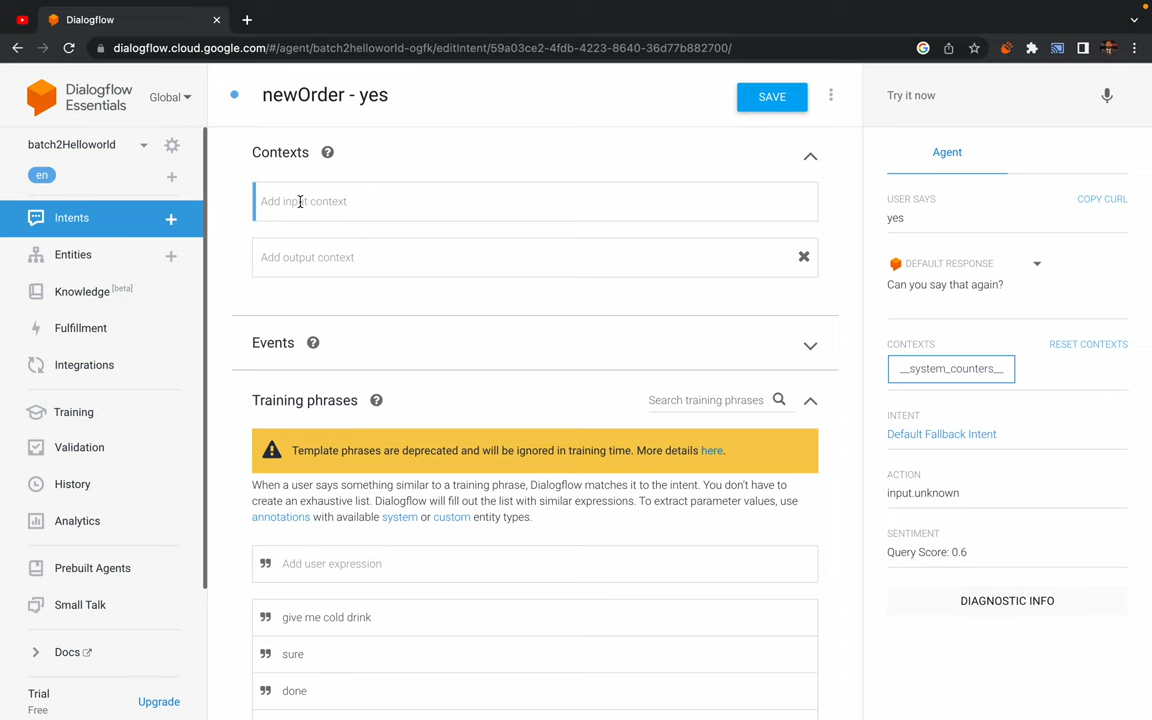 Dialogflow
dialogflow.cloud.google.com/#/agent/batch2helloworld-ogfk/editIntent/59a03ce2-4fdb-4223-8640-36d77b882700/
Dialogflow
Essentials
Global
batch2Helloworld
en
Intents
Entities
Knowledge [beta]
Fulfillment
Integrations
Training
Validation
History
Analytics
Prebuilt Agents
Small Talk
Docs
Trial
Free
Upgrade
newOrder - yes
SAVE
Contexts
Add input context
Add output context
Events
Training phrases
Search training phrases
Template phrases are deprecated and will be ignored in training time. More details here.
When a user says something similar to a training phrase, Dialogflow matches it to the intent. You don't have to
create an exhaustive list. Dialogflow will fill out the list with similar expressions. To extract parameter values, use
annotations with available system or custom entity types.
Add user expression
give me cold drink
sure
done
Try it now
Agent
USER SAYS
COPY CURL
yes
DEFAULT RESPONSE
Can you say that again?
CONTEXTS
RESET CONTEXTS
__system_counters__
INTENT
Default Fallback Intent
ACTION
input.unknown
SENTIMENT
Query Score: 0.6
DIAGNOSTIC INFO